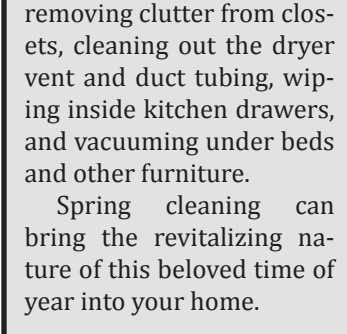 removing clutter from clos-
ets, cleaning out the dryer
vent and duct tubing, wip-
ing inside kitchen drawers,
and vacuuming under beds
and other furniture.
Spring cleaning can
bring the revitalizing na-
ture of this beloved time of
year into your home.